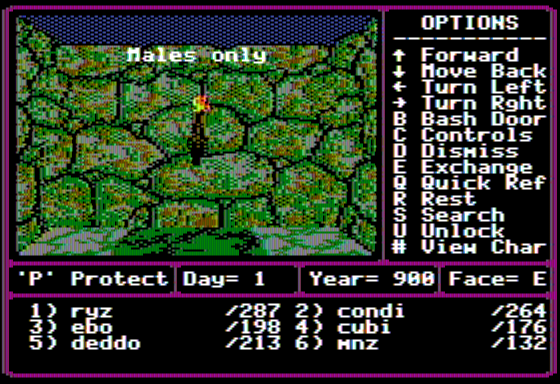 Males only
OPTIONS
------------
↑ Forward
↓ Move Back
← Turn Left
→ Turn Rght
B Bash Door
C Controls
D Dismiss
E Exchange
Q Quick Ref
R Rest
S Search
U Unlock
# View Char
'P' Protect Day= 1 Year= 900 Face= E
1) ryz /287 2) condi /264
3) ebo /198 4) cubi /176
5) deddo /213 6) mnz /132